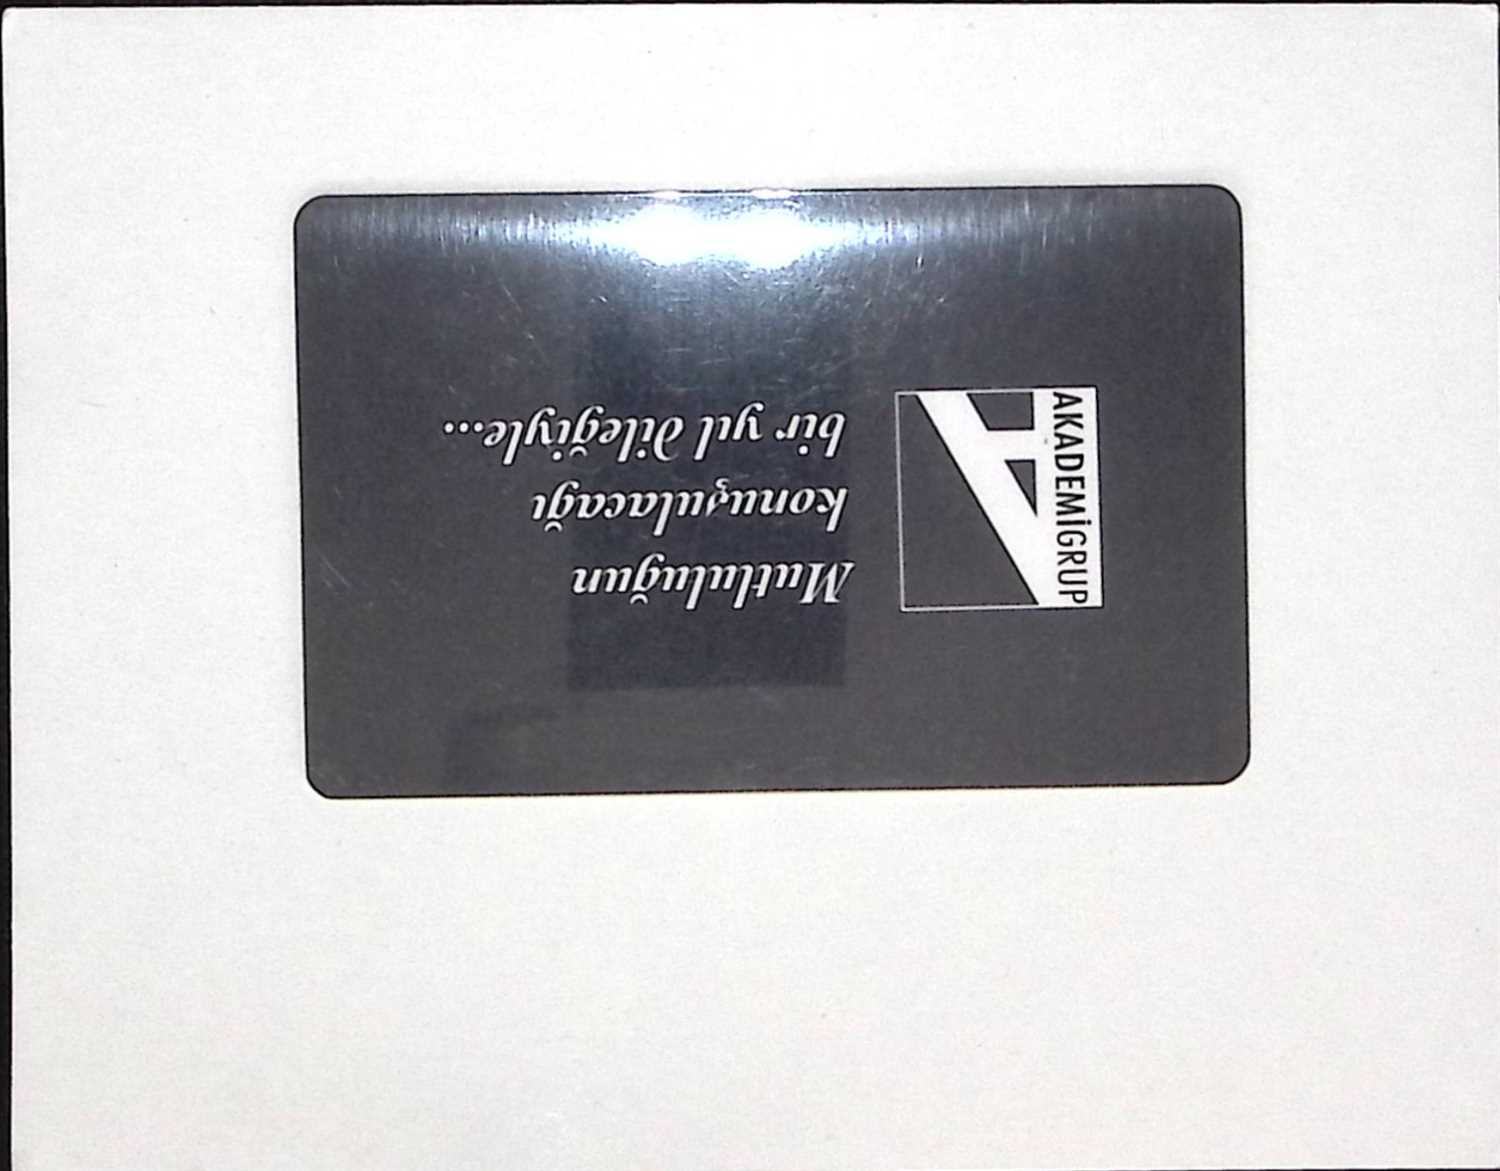 AKADEMİGRUP
Mutluluğun
konuşulacağı
bir yıl dileğiyle...